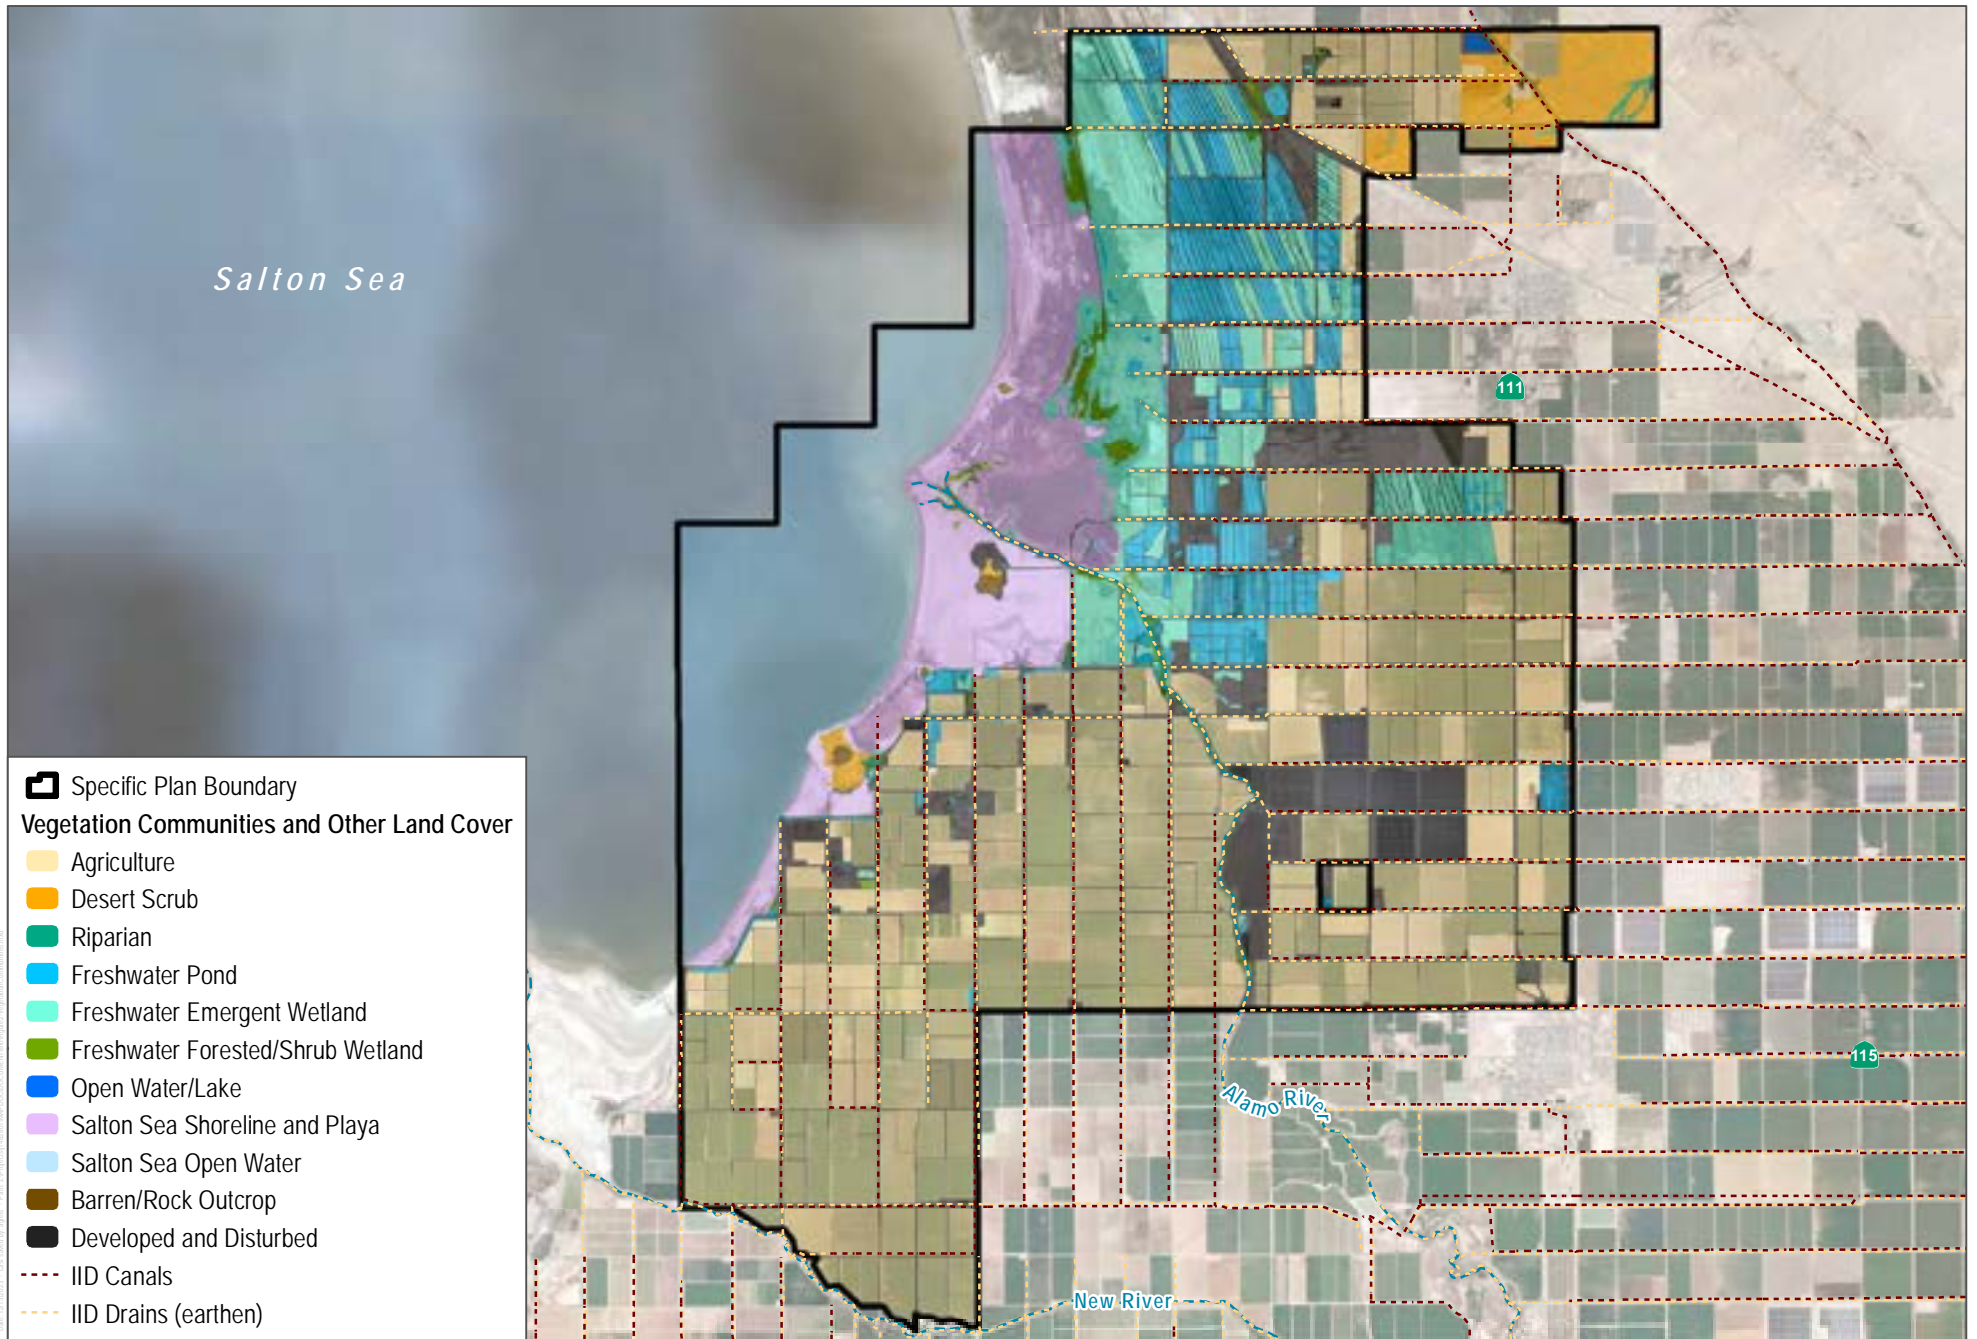 Salton Sea
111
Specific Plan Boundary
Vegetation Communities and Other Land Cover
Agriculture
Desert Scrub
Riparian
Freshwater Pond
Freshwater Emergent Wetland
Freshwater Forested/Shrub Wetland
Open Water/Lake
Salton Sea Shoreline and Playa
Salton Sea Open Water
Barren/Rock Outcrop
Developed and Disturbed
IID Canals
IID Drains (earthen)
115
Alamo River
New River